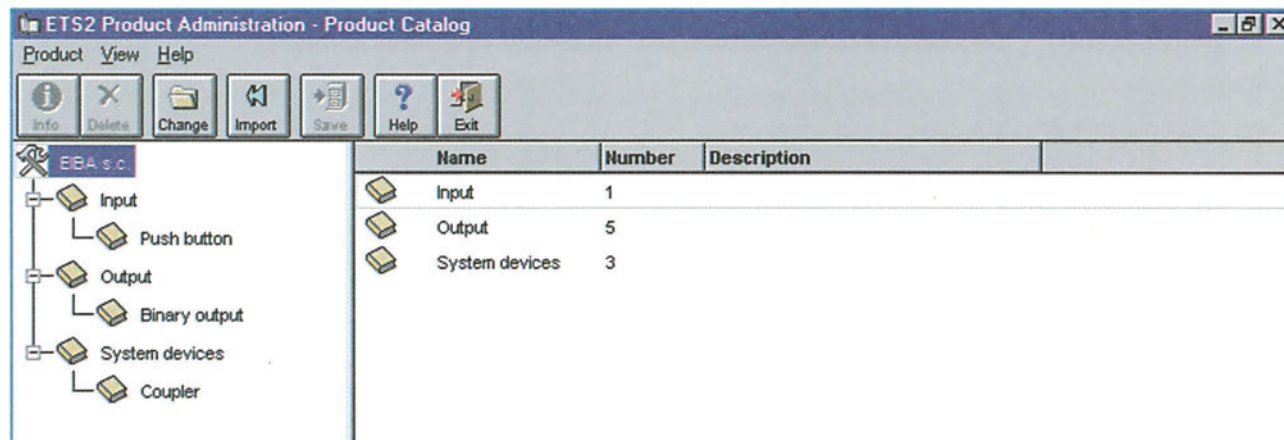 ETS2 Product Administration - Product Catalog
Product View Help
Info Delete Change Import Save Help Exit
EIBA s.c.
Input
Push button
Output
Binary output
System devices
Coupler
Name Number Description
Input 1
Output 5
System devices 3